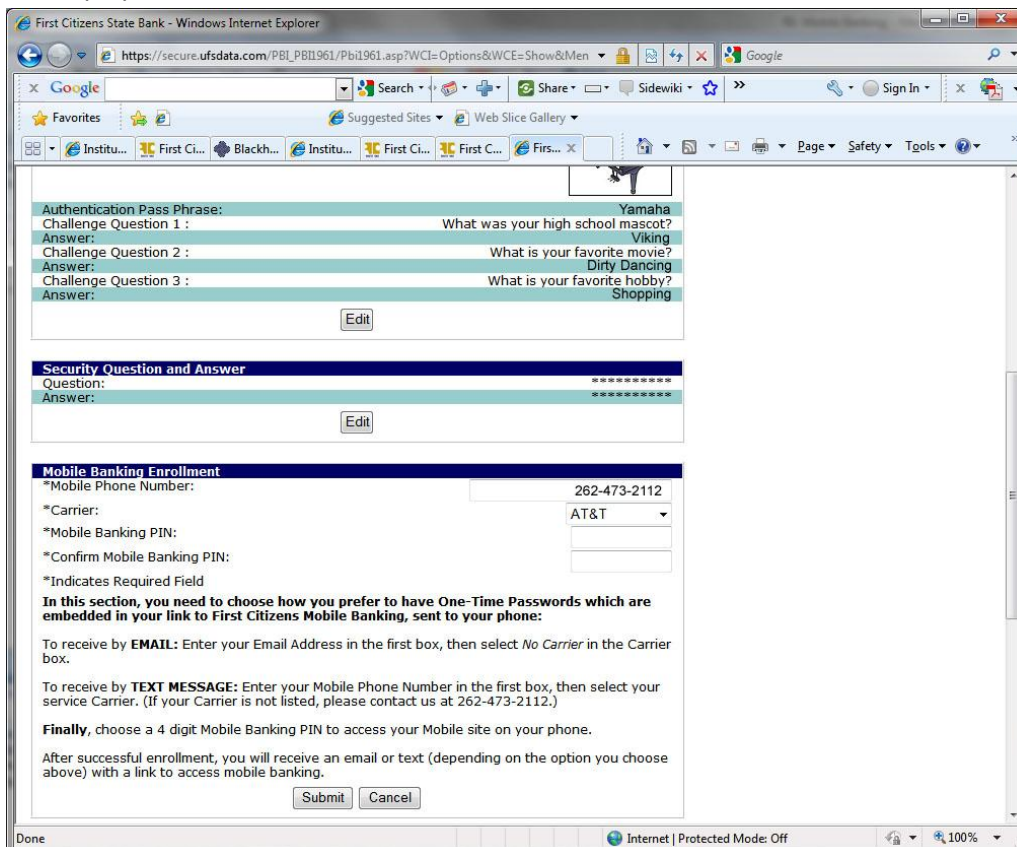 First Citizens State Bank - Windows Internet Explorer
https://secure.ufsdata.com/PBI_PBI1961/Pbi1961.asp?WCI=Options&WCE=Show&Men
Google
x Google Search Share Sidewiki » Sign In x
Favorites Suggested Sites Web Slice Gallery
Institu... First Ci... Blackh... Institu... First Ci... First C... Firs... X Page Safety Tools »
Authentication Pass Phrase: Yamaha
Challenge Question 1 : What was your high school mascot?
Answer: Viking
Challenge Question 2 : What is your favorite movie?
Answer: Dirty Dancing
Challenge Question 3 : What is your favorite hobby?
Answer: Shopping
Edit
Security Question and Answer
Question: **********
Answer: **********
Edit
Mobile Banking Enrollment
*Mobile Phone Number: 262-473-2112
*Carrier: AT&T
*Mobile Banking PIN:
*Confirm Mobile Banking PIN:
*Indicates Required Field
In this section, you need to choose how you prefer to have One-Time Passwords which are
embedded in your link to First Citizens Mobile Banking, sent to your phone:
To receive by EMAIL: Enter your Email Address in the first box, then select No Carrier in the Carrier
box.
To receive by TEXT MESSAGE: Enter your Mobile Phone Number in the first box, then select your
service Carrier. (If your Carrier is not listed, please contact us at 262-473-2112.)
Finally, choose a 4 digit Mobile Banking PIN to access your Mobile site on your phone.
After successful enrollment, you will receive an email or text (depending on the option you choose
above) with a link to access mobile banking.
Submit Cancel
Done Internet | Protected Mode: Off 100%